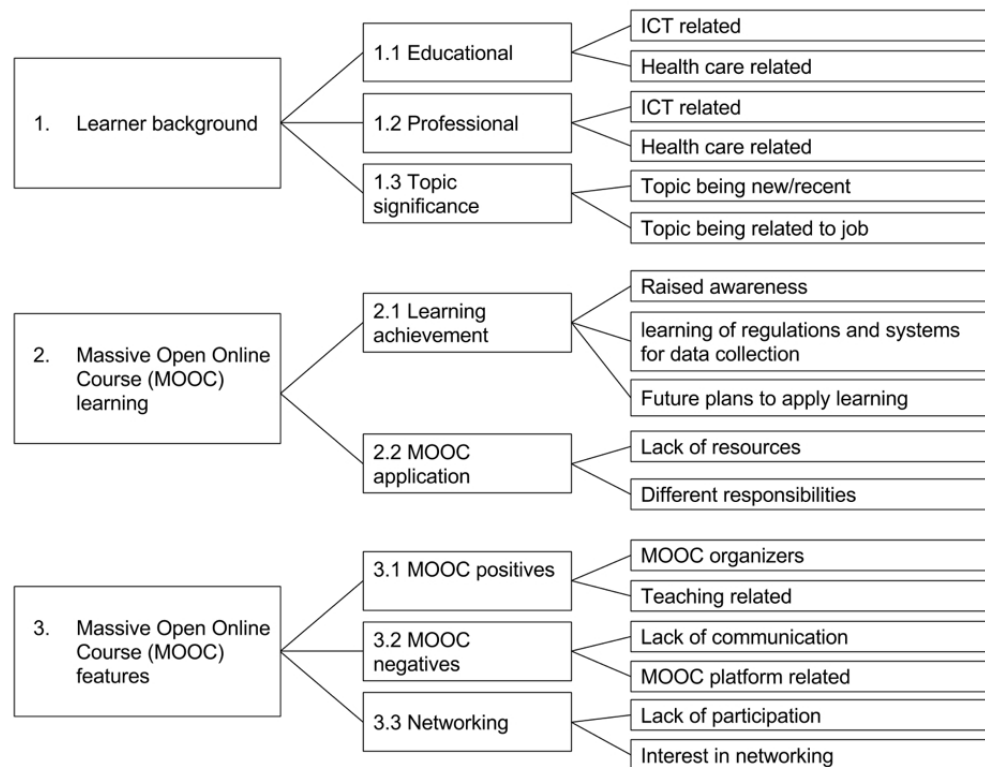 1. Learner background
1.1 Educational
ICT related
Health care related
1.2 Professional
ICT related
Health care related
1.3 Topic
significance
Topic being new/recent
Topic being related to job
2. Massive Open Online
Course (MOOC)
learning
2.1 Learning
achievement
Raised awareness
learning of regulations and systems
for data collection
Future plans to apply learning
2.2 MOOC
application
Lack of resources
Different responsibilities
3. Massive Open Online
Course (MOOC)
features
3.1 MOOC positives
MOOC organizers
Teaching related
3.2 MOOC
negatives
Lack of communication
MOOC platform related
3.3 Networking
Lack of participation
Interest in networking